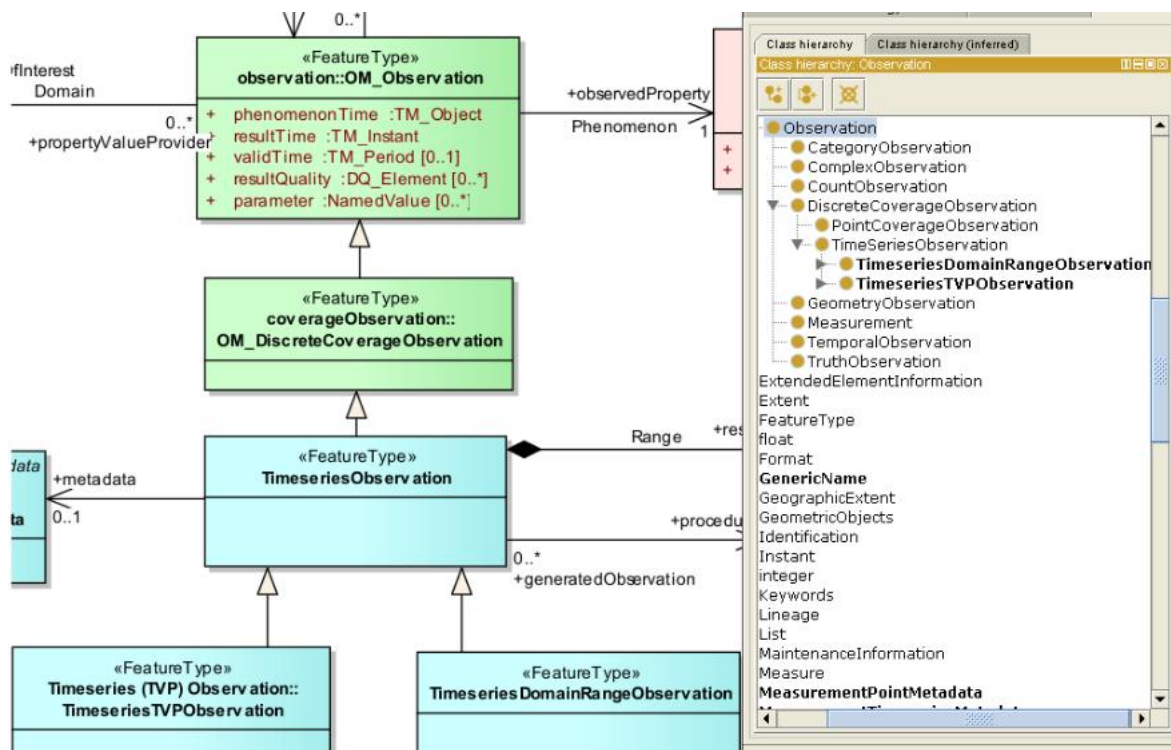 0..*
«FeatureType»
observation::OM_Observation
+ phenomenonTime :TM_Object
+ resultTime :TM_Instant
+ validTime :TM_Period [0..1]
+ resultQuality :DQ_Element [0..*]
+ parameter :NamedValue [0..*]
Domain
0..*
+propertyValueProvider
+observedProperty
Phenomenon
1
+
+
«FeatureType»
coverageObservation::
OM_DiscreteCoverageObservation
«FeatureType»
TimeseriesObservation
Range
+metadata
0..1
0..*
+generatedObservation
«FeatureType»
Timeseries (TVP) Observation::
TimeseriesTVPObservation
«FeatureType»
TimeseriesDomainRangeObservation
Class hierarchy
Class hierarchy (inferred)
Class hierarchy: Observation
Observation
CategoryObservation
ComplexObservation
CountObservation
DiscreteCoverageObservation
PointCoverageObservation
TimeSeriesObservation
TimeseriesDomainRangeObservation
TimeseriesTVPObservation
GeometryObservation
Measurement
TemporalObservation
TruthObservation
ExtendedElementInformation
Extent
FeatureType
float
Format
GenericName
GeographicExtent
GeometricObjects
Identification
Instant
integer
Keywords
Lineage
List
MaintenanceInformation
Measure
MeasurementPointMetadata